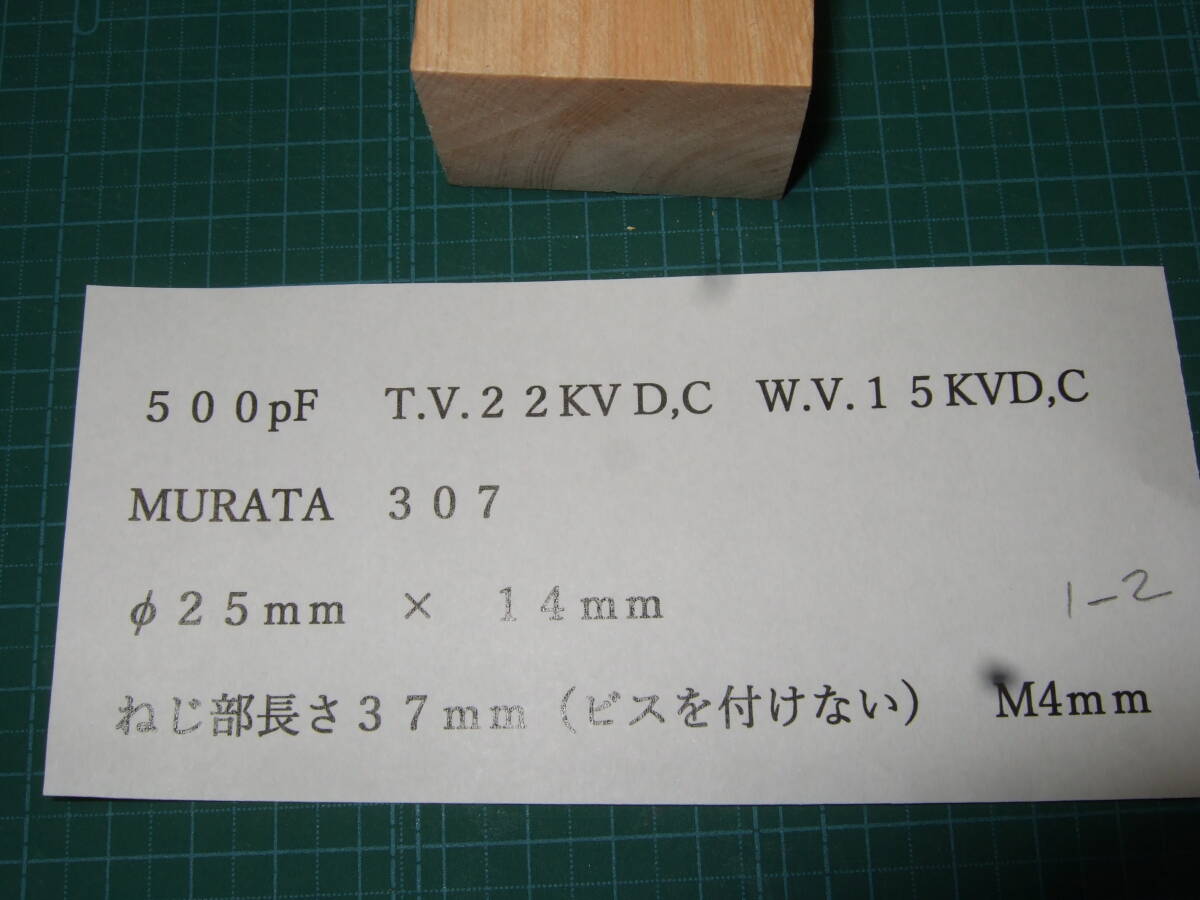 ５００pF　T.V.２２KVD,C　W.V.１５KVD,C
MURATA　３０７
φ２５mm　×　１４mm
1-2
ねじ部長さ３７mm（ビスを付けない）　M4mm